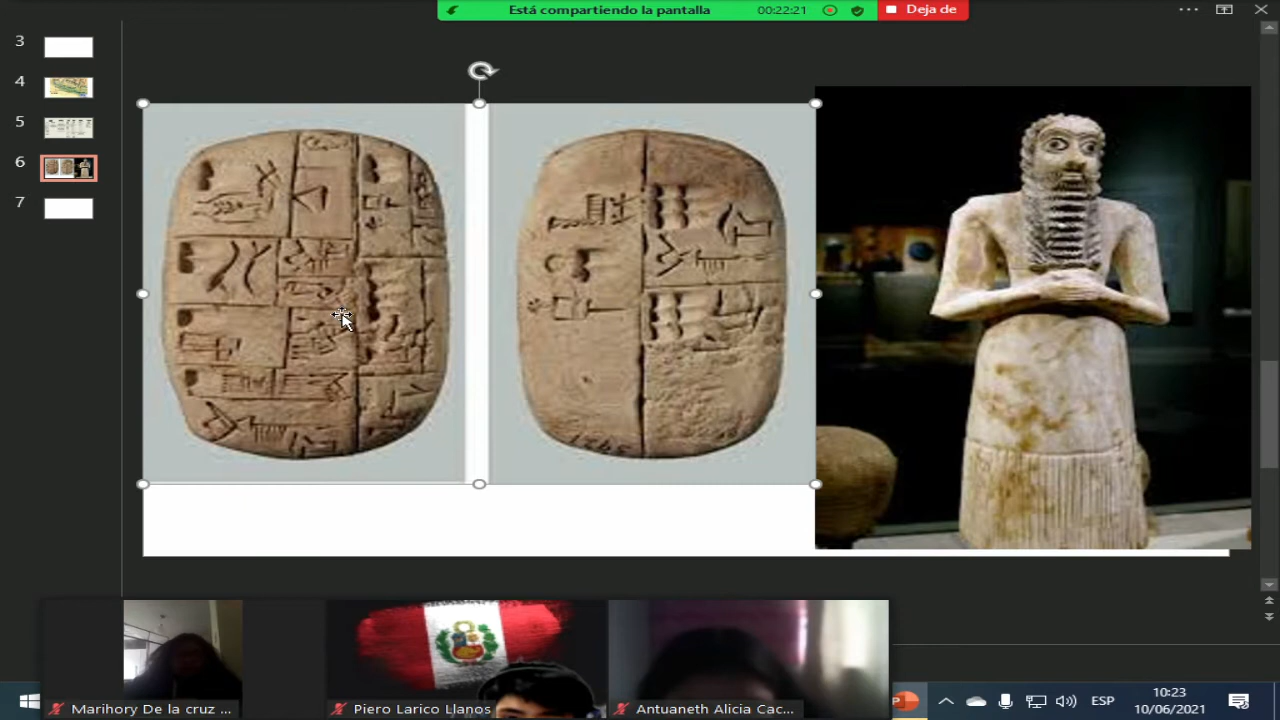 Está compartiendo la pantalla
00:22:21
Deja de
3
4
5
6
7
Marihory De la cruz ...
Piero Larico Llanos
Antuaneth Alicia Cac...
ESP
10:23
10/06/2021